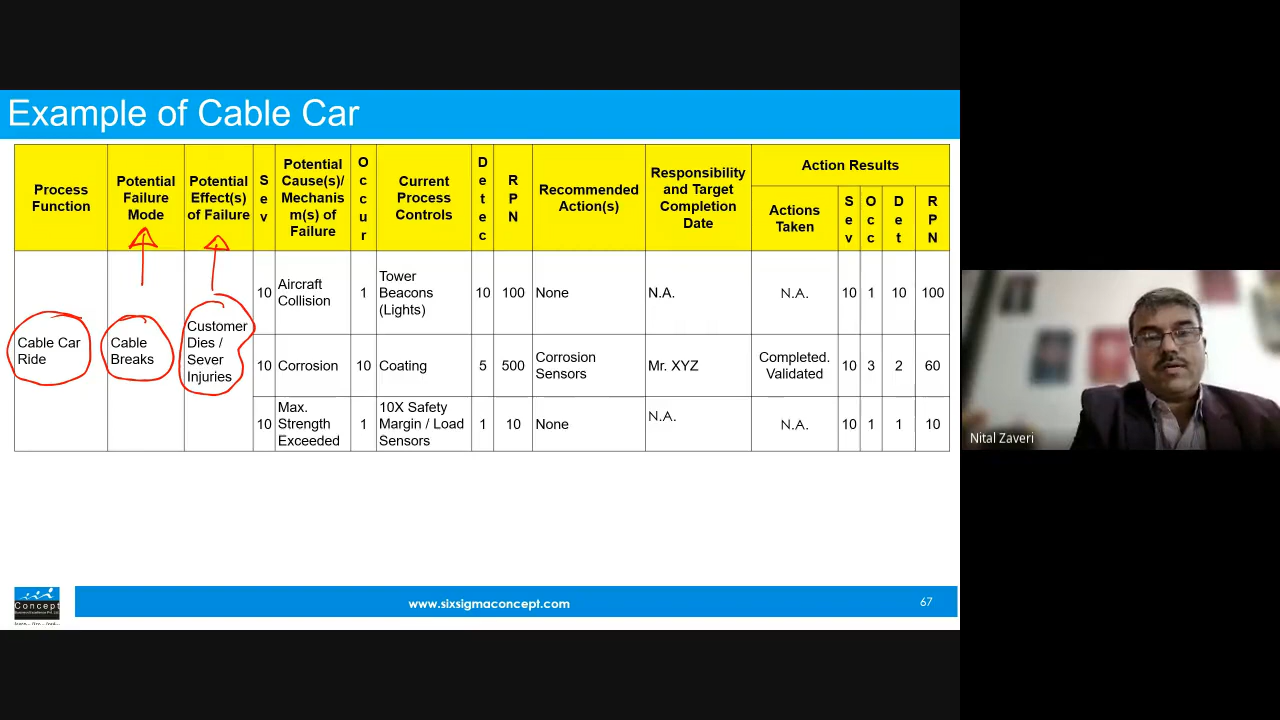 Example of Cable Car
Process
Function
Potential
Failure
Mode
Potential
Effect(s)
of Failure
S
e
v
Potential
Cause(s)/
Mechanis
m(s) of
Failure
O
c
c
u
r
Current
Process
Controls
D
e
t
e
c
R
P
N
Recommended
Action(s)
Responsibility
and Target
Completion
Date
Action Results
Actions
Taken
S
e
v
O
c
c
D
e
t
R
P
N
Cable Car
Ride
Cable
Breaks
Customer
Dies /
Sever
Injuries
10
Aircraft
Collision
1
Tower
Beacons
(Lights)
10
100
None
N.A.
N.A.
10
1
10
100
10
Corrosion
10
Coating
5
500
Corrosion
Sensors
Mr. XYZ
Completed.
Validated
10
3
2
60
10
Max.
Strength
Exceeded
1
10X Safety
Margin / Load
Sensors
1
10
None
N.A.
N.A.
10
1
1
10
Concept
www.sixsigmaconcept.com
67
Nital Zaveri